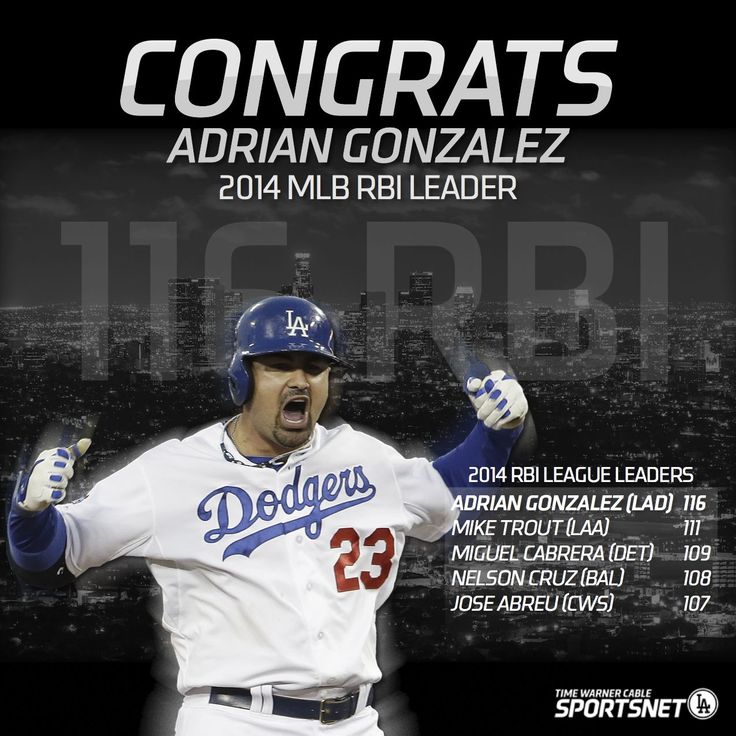 CONGRATS
ADRIAN GONZALEZ
2014 MLB RBI LEADER
116 RBI
LA
Dodgers
23
2014 RBI LEAGUE LEADERS
ADRIAN GONZALEZ (LAD) 116
MIKE TROUT (LAA) 111
MIGUEL CABRERA (DET) 109
NELSON CRUZ (BAL) 108
JOSE ABREU (CWS) 107
TIME WARNER CABLE
SPORTSNET LA